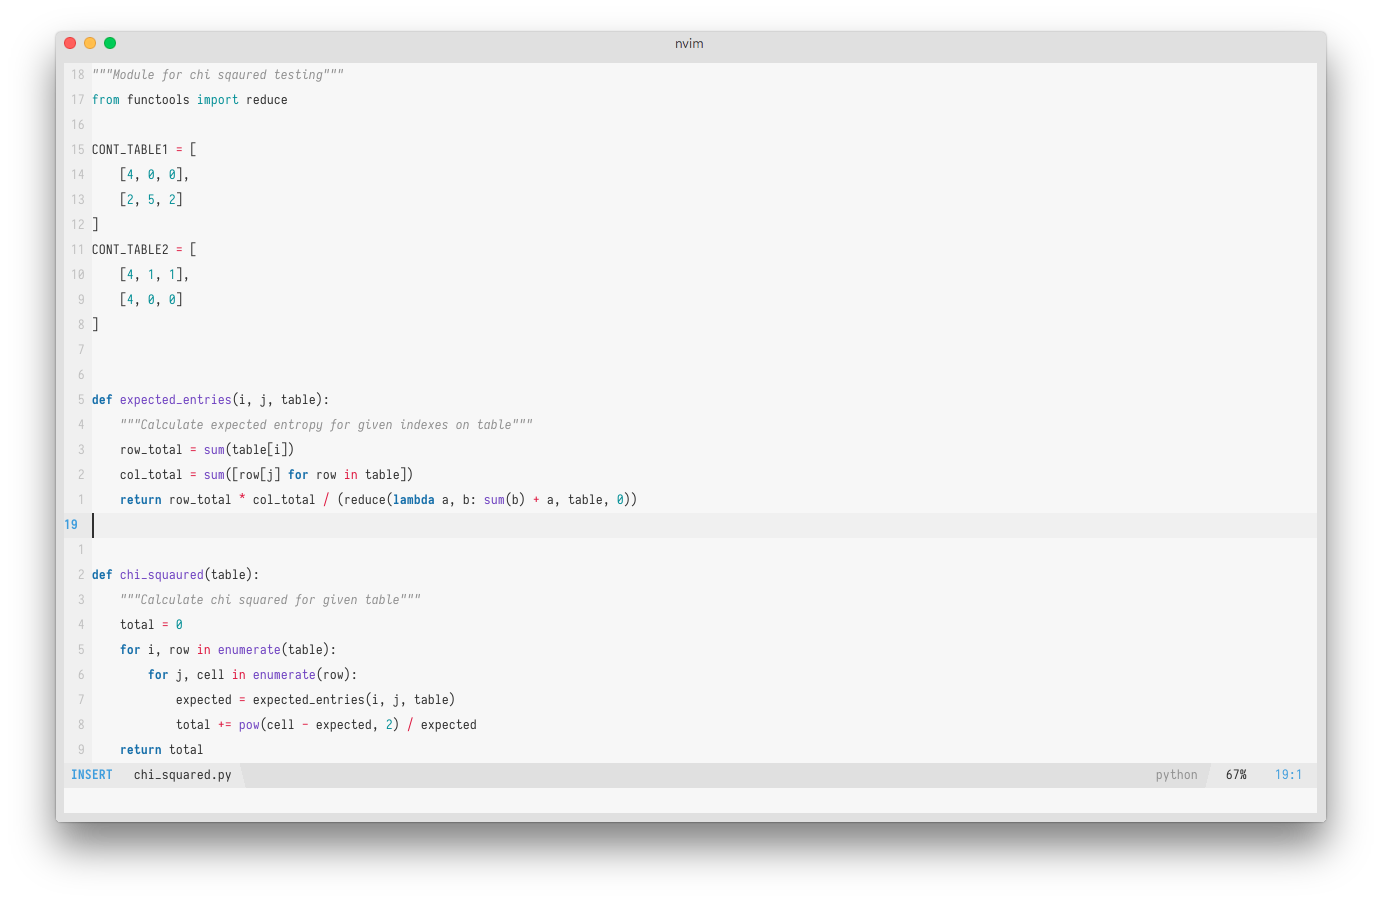 nvim
18 """Module for chi sqaured testing"""
17 from functools import reduce
16
15 CONT_TABLE1 = [
14     [4, 0, 0],
13     [2, 5, 2]
12 ]
11 CONT_TABLE2 = [
10     [4, 1, 1],
9     [4, 0, 0]
8 ]
7
6
5 def expected_entries(i, j, table):
4     """Calculate expected entropy for given indexes on table"""
3     row_total = sum(table[i])
2     col_total = sum([row[j] for row in table])
1     return row_total * col_total / (reduce(lambda a, b: sum(b) + a, table, 0))
19
1
2 def chi_squaured(table):
3     """Calculate chi squared for given table"""
4     total = 0
5     for i, row in enumerate(table):
6         for j, cell in enumerate(row):
7             expected = expected_entries(i, j, table)
8             total += pow(cell - expected, 2) / expected
9     return total
INSERT chi_squared.py python 67% 19:1